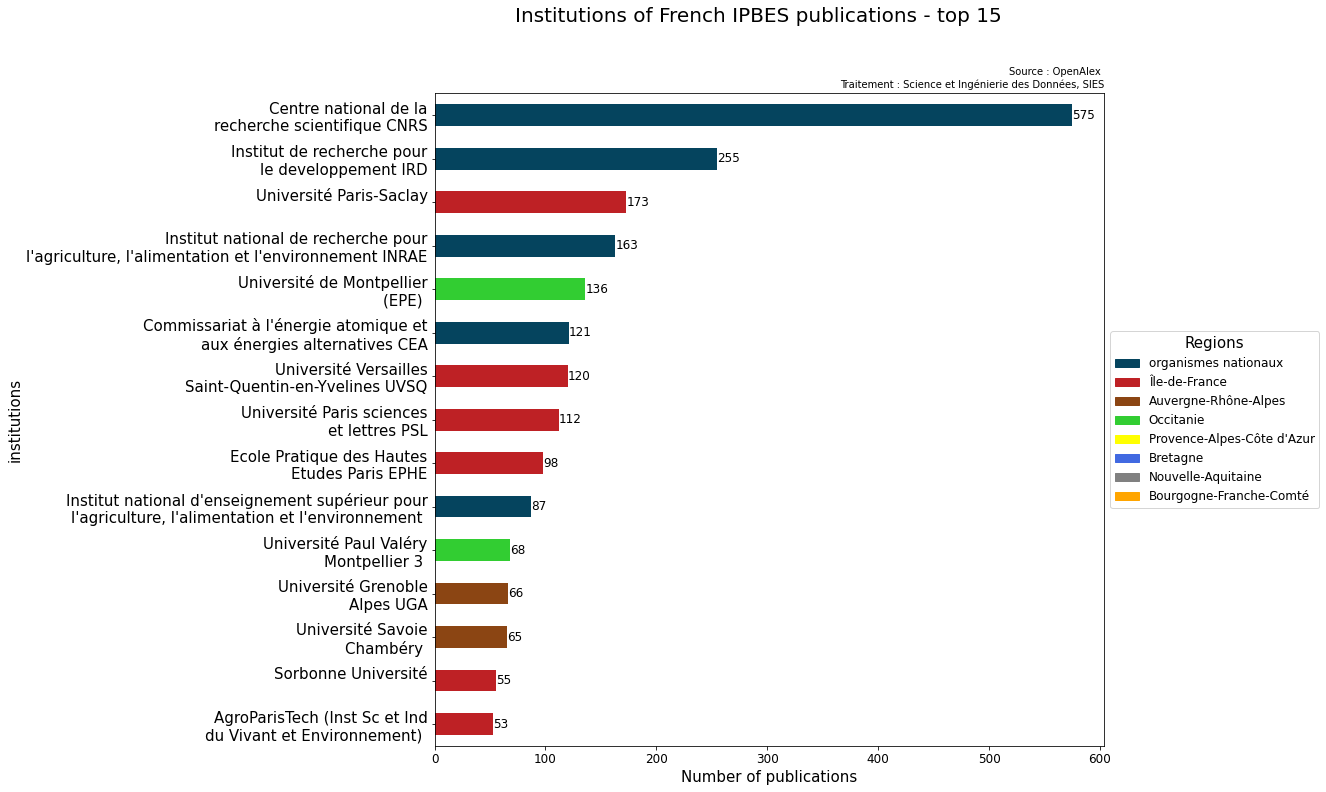 Institutions of French IPBES publications - top 15
Source : OpenAlex
Traitement : Science et Ingénierie des Données, SIES
Centre national de la
recherche scientifique CNRS
575
Institut de recherche pour
le developpement IRD
255
Université Paris-Saclay
173
Institut national de recherche pour
l'agriculture, l'alimentation et l'environnement INRAE
163
Université de Montpellier
(EPE)
136
Commissariat à l'énergie atomique et
aux énergies alternatives CEA
121
Université Versailles
Saint-Quentin-en-Yvelines UVSQ
120
Université Paris sciences
et lettres PSL
112
Ecole Pratique des Hautes
Etudes Paris EPHE
98
Institut national d'enseignement supérieur pour
l'agriculture, l'alimentation et l'environnement
87
Université Paul Valéry
Montpellier 3
68
Université Grenoble
Alpes UGA
66
Université Savoie
Chambéry
65
Sorbonne Université
55
AgroParisTech (Inst Sc et Ind
du Vivant et Environnement)
53
institutions
0 100 200 300 400 500 600
Number of publications
Regions
organismes nationaux
Île-de-France
Auvergne-Rhône-Alpes
Occitanie
Provence-Alpes-Côte d'Azur
Bretagne
Nouvelle-Aquitaine
Bourgogne-Franche-Comté